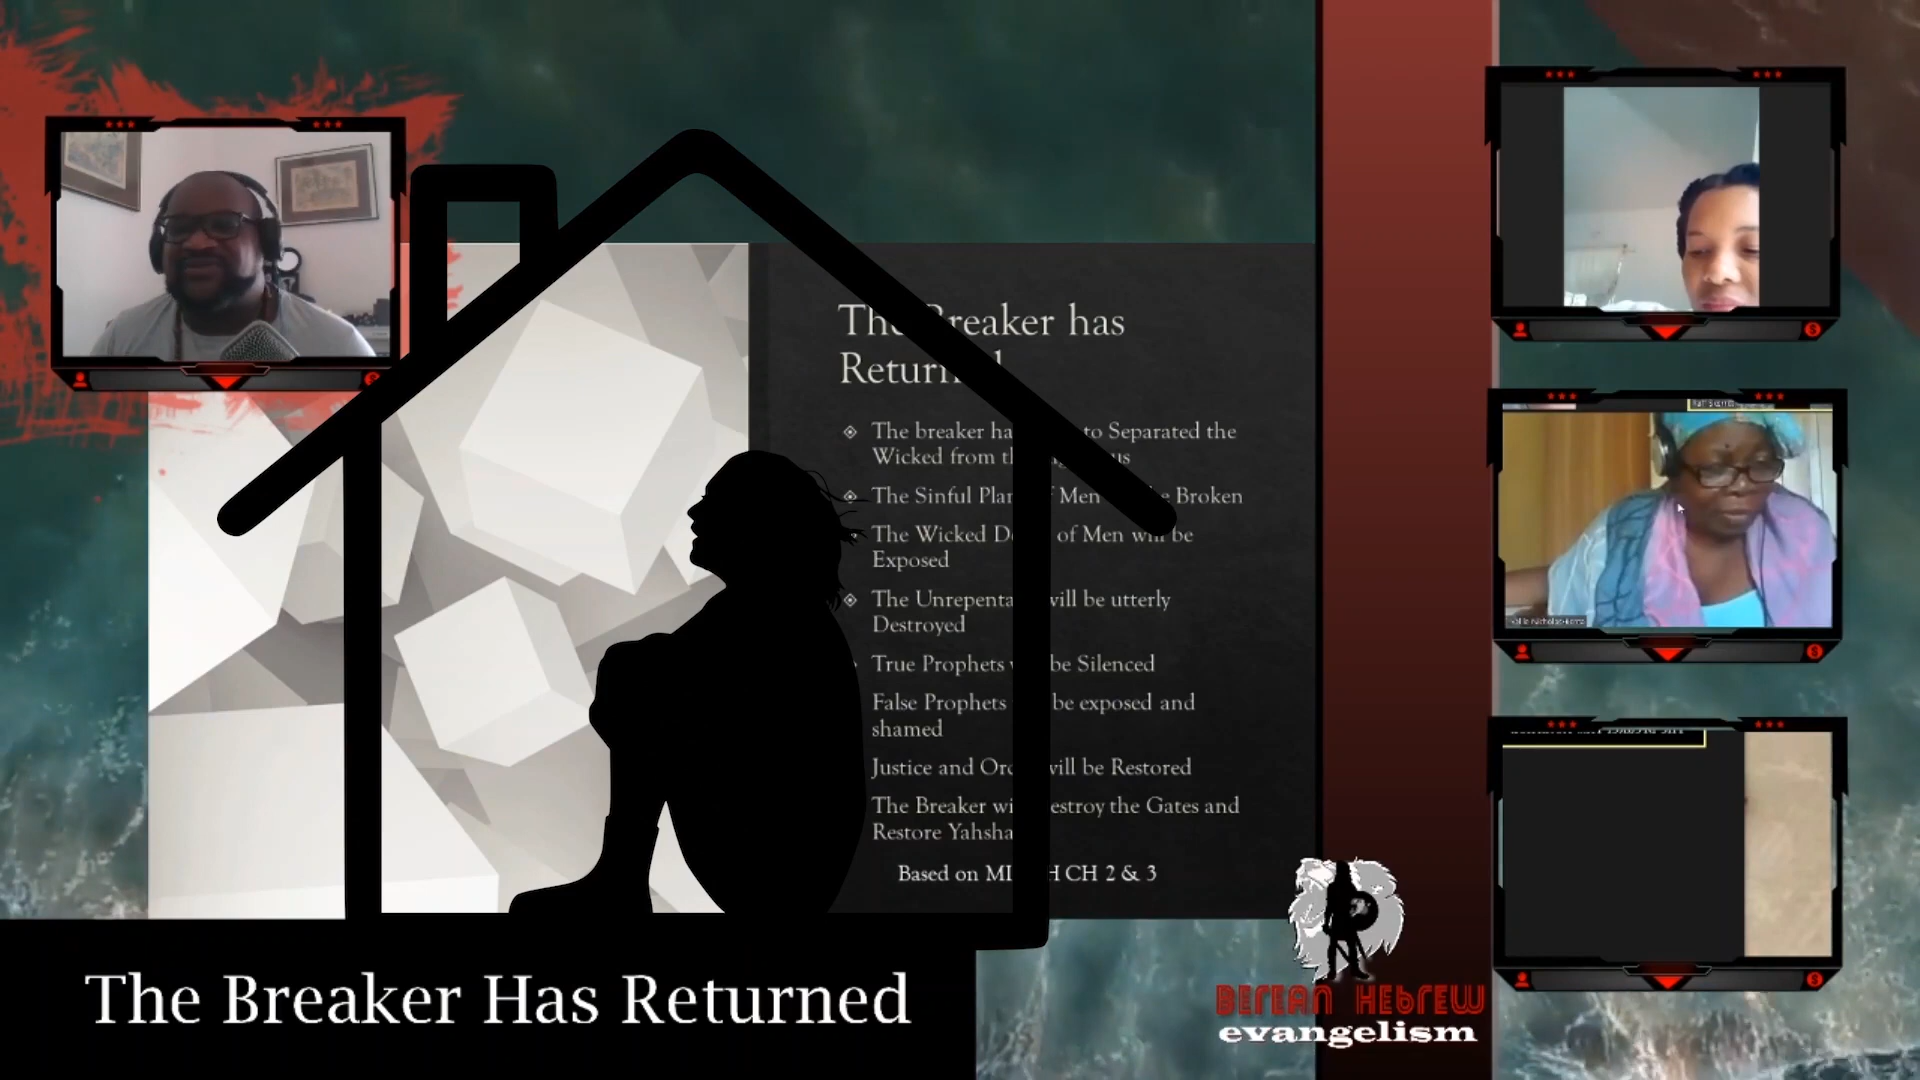 The Breaker has
Return
The breaker ha to Separated the
Wicked from th us
The Sinful Plan f Men e Broken
The Wicked D of Men will be
Exposed
The Unrepenta will be utterly
Destroyed
True Prophets be Silenced
False Prophets be exposed and
shamed
Justice and Ord will be Restored
The Breaker wi estroy the Gates and
Restore Yahsha
Based on MI H CH 2 & 3
The Breaker Has Returned
BEREAN HEBREW
evangelism